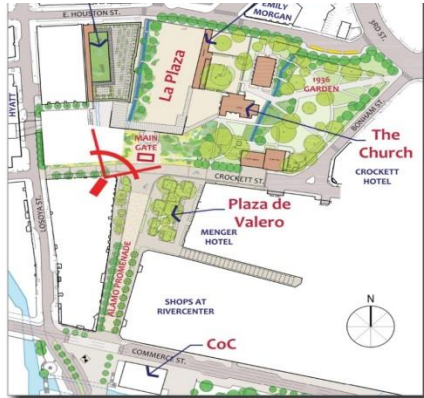 E. HOUSTON ST.
EMILY
MORGAN
3RD ST.
La Plaza
1936
GARDEN
BONHAM ST.
HYATT
MAIN
GATE
The
Church
CROCKETT
HOTEL
CROCKETT ST.
Plaza de
Valero
MENGER
HOTEL
LOSOYA ST.
ALAMO PROMENADE
SHOPS AT
RIVERCENTER
N
COMMERCE ST.
CoC